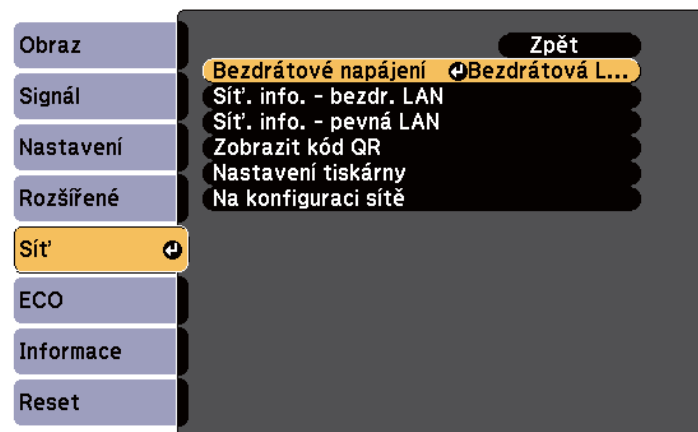 Obraz
Signál
Nastavení
Rozšířené
Síť
ECO
Informace
Reset
Zpět
Bezdrátové napájení Bezdrátová L...
Síť. info. - bezdr. LAN
Síť. info. - pevná LAN
Zobrazit kód QR
Nastavení tiskárny
Na konfiguraci sítě